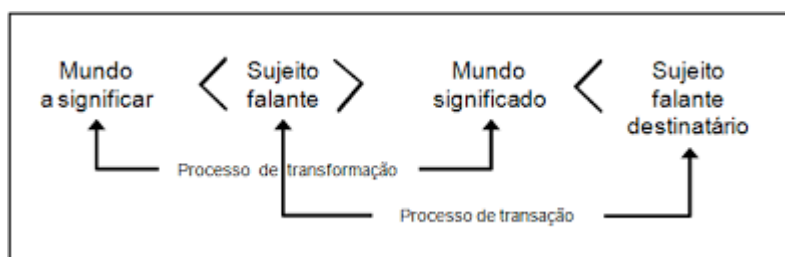 Mundo
a significar
Sujeito
falante
Mundo
significado
Sujeito
falante
destinatário
Processo de transformação
Processo de transação